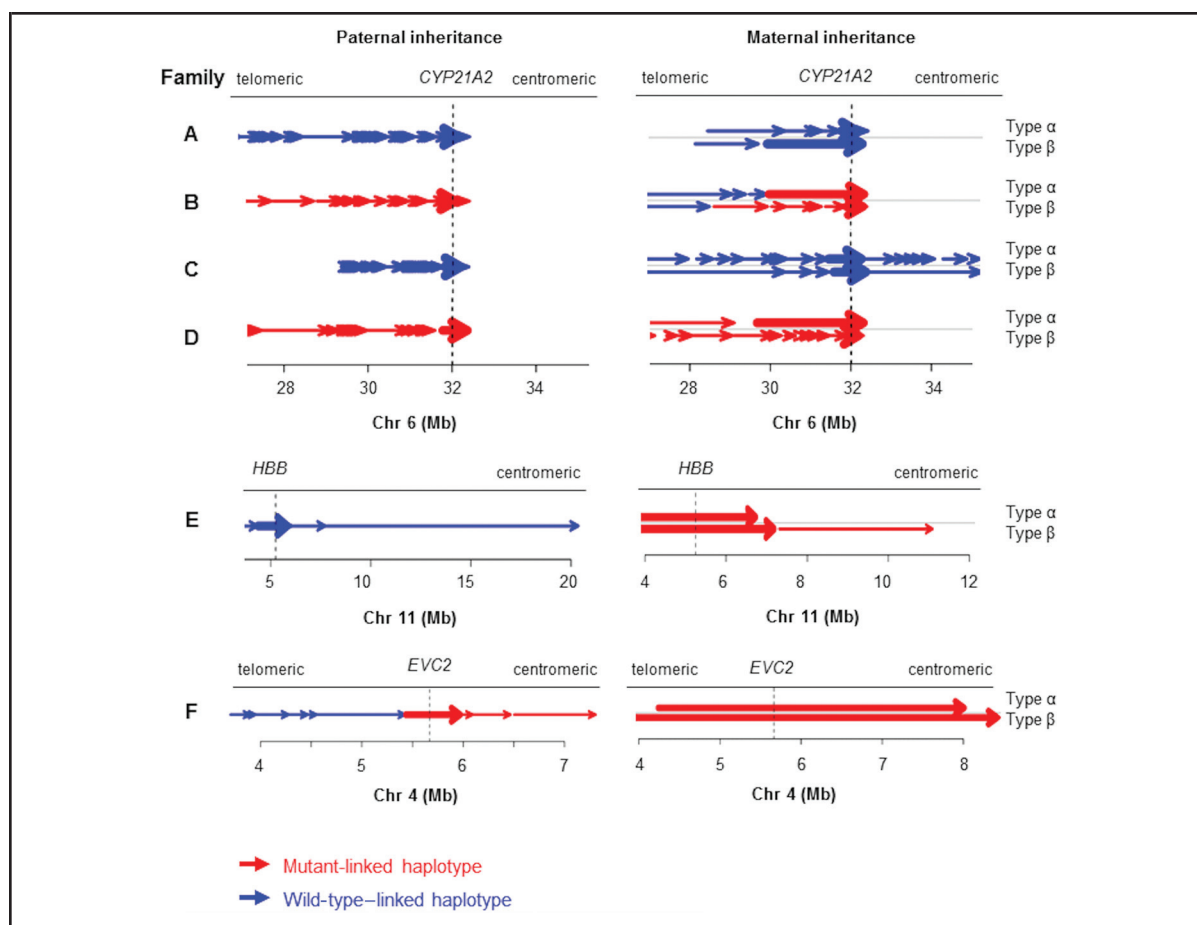 Paternal inheritance Maternal inheritance
Family telomeric CYP21A2 centromeric telomeric CYP21A2 centromeric
A Type α
Type β
B Type α
Type β
C Type α
Type β
D Type α
Type β
28 30 32 34 28 30 32 34
Chr 6 (Mb) Chr 6 (Mb)
HBB centromeric HBB centromeric
E Type α
Type β
5 10 15 20 4 6 8 10 12
Chr 11 (Mb) Chr 11 (Mb)
telomeric EVC2 centromeric telomeric EVC2 centromeric
F Type α
Type β
4 5 6 7 4 5 6 7 8
Chr 4 (Mb) Chr 4 (Mb)
Mutant-linked haplotype
Wild-type–linked haplotype